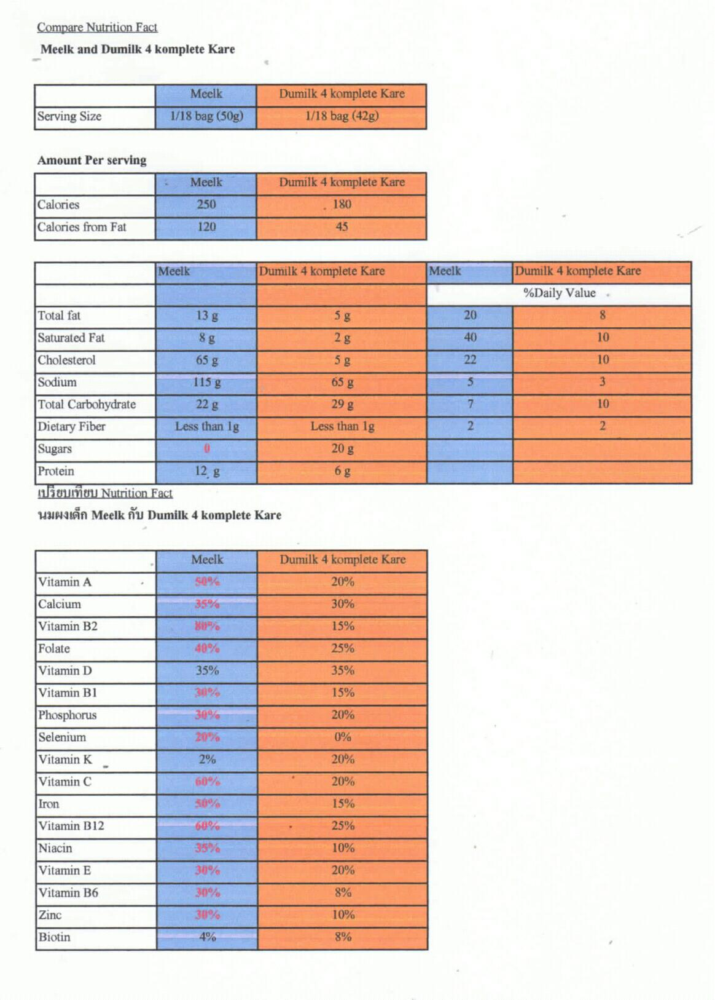 Compare Nutrition Fact
Meelk and Dumilk 4 komplete Kare
Meelk Dumilk 4 komplete Kare
Serving Size 1/18 bag (50g) 1/18 bag (42g)
Amount Per serving
Meelk Dumilk 4 komplete Kare
Calories 250 180
Calories from Fat 120 45
Meelk Dumilk 4 komplete Kare Meelk Dumilk 4 komplete Kare
%Daily Value
Total fat 13 g 5 g 20 8
Saturated Fat 8 g 2 g 40 10
Cholesterol 65 g 5 g 22 10
Sodium 115 g 65 g 5 3
Total Carbohydrate 22 g 29 g 7 10
Dietary Fiber Less than 1g Less than 1g 2 2
Sugars 0 20 g
Protein 12 g 6 g
เปรียบเทียบ Nutrition Fact
นมผงเด็ก Meelk กับ Dumilk 4 komplete Kare
Meelk Dumilk 4 komplete Kare
Vitamin A 50% 20%
Calcium 35% 30%
Vitamin B2 80% 15%
Folate 40% 25%
Vitamin D 35% 35%
Vitamin B1 30% 15%
Phosphorus 30% 20%
Selenium 20% 0%
Vitamin K 2% 20%
Vitamin C 60% 20%
Iron 50% 15%
Vitamin B12 60% 25%
Niacin 35% 10%
Vitamin E 30% 20%
Vitamin B6 30% 8%
Zinc 30% 10%
Biotin 4% 8%